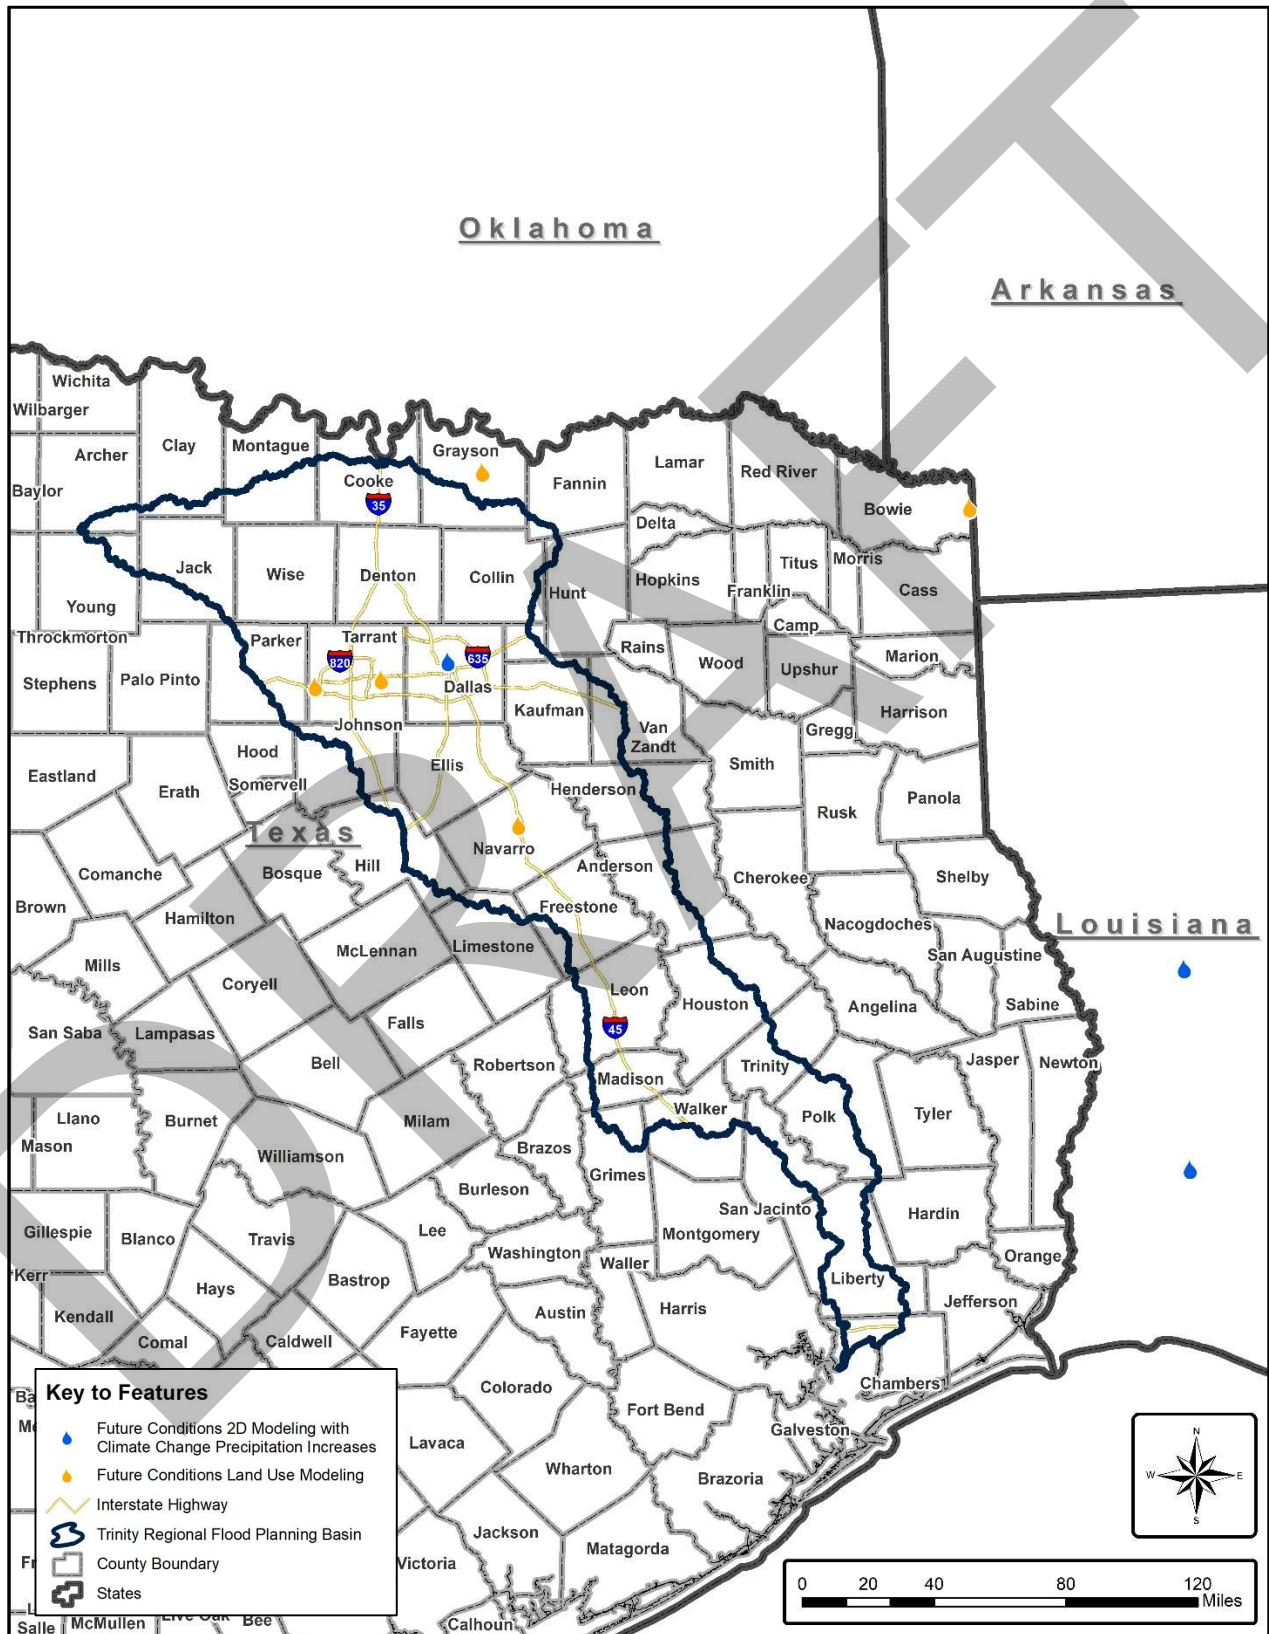 Oklahoma
Arkansas
Wichita
Wilbarger
Clay
Montague
Grayson
Archer
Lamar
Red River
Cooke
Fannin
Baylor
35
Bowie
Delta
Jack
Wise
Denton
Collin
Hunt
Hopkins
Titus
Morris
Franklin
Cass
Young
Camp
Throckmorton
Parker
Tarrant
Rains
Wood
Upshur
Marion
820
635
Stephens
Palo Pinto
Dallas
Kaufman
Van
Zandt
Harrison
Johnson
Gregg
Hood
Ellis
Smith
Eastland
Erath
Somervell
Henderson
Rusk
Panola
Texas
Navarro
Hill
Anderson
Comanche
Bosque
Cherokee
Shelby
Brown
Hamilton
Freestone
Nacogdoches
Louisiana
McLennan
Limestone
San Augustine
Mills
Coryell
Leon
Houston
Angelina
Sabine
San Saba
Lampasas
Falls
45
Bell
Robertson
Madison
Trinity
Jasper
Newton
Llano
Burnet
Milam
Walker
Polk
Tyler
Mason
Williamson
Brazos
Grimes
Burleson
San Jacinto
Hardin
Gillespie
Blanco
Travis
Lee
Washington
Montgomery
Waller
Orange
Kerr
Hays
Bastrop
Liberty
Kendall
Austin
Harris
Jefferson
Comal
Caldwell
Fayette
Chambers
Colorado
Fort Bend
Galveston
Lavaca
Wharton
Brazoria
Jackson
Matagorda
Victoria
Calhoun
Salle
McMullen
Live Oak
Bee
Key to Features
Future Conditions 2D Modeling with
Climate Change Precipitation Increases
Future Conditions Land Use Modeling
Interstate Highway
Trinity Regional Flood Planning Basin
County Boundary
States
N
W E
S
0 20 40 80 120
Miles
DRAFT